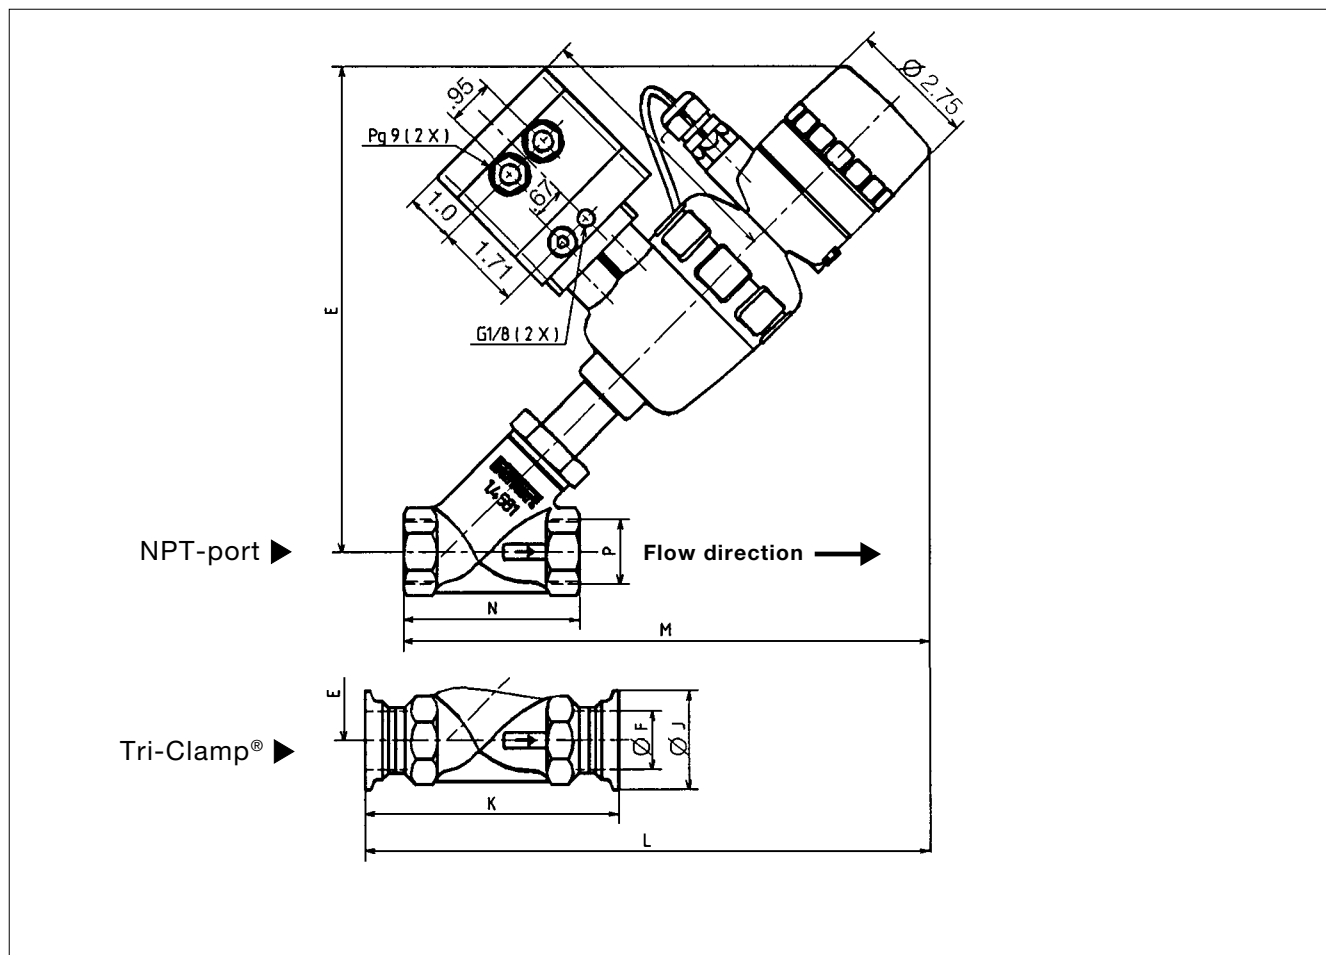 Ø 2.75
.95
Pg 9 ( 2 X )
.67
1.0
1.71
E
G1/8 ( 2 X )
1.4581
NPT-port
P
Flow direction
N
M
E
Tri-Clamp®
Ø F
Ø J
K
L